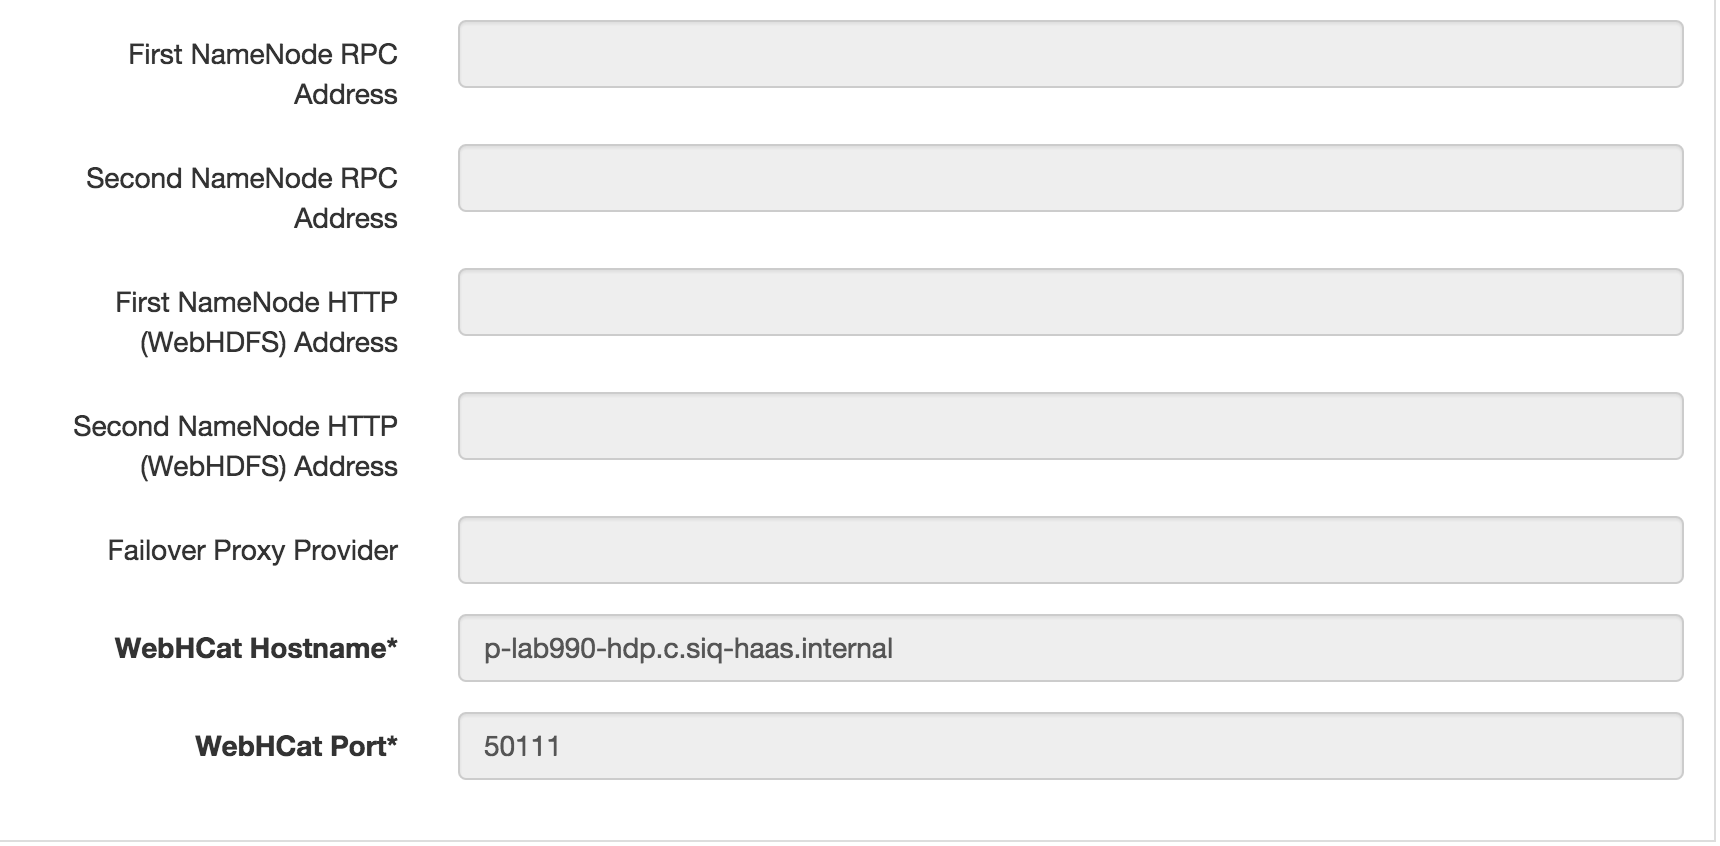 First NameNode RPC
Address
Second NameNode RPC
Address
First NameNode HTTP
(WebHDFS) Address
Second NameNode HTTP
(WebHDFS) Address
Failover Proxy Provider
WebHCat Hostname* p-lab990-hdp.c.siq-haas.internal
WebHCat Port* 50111